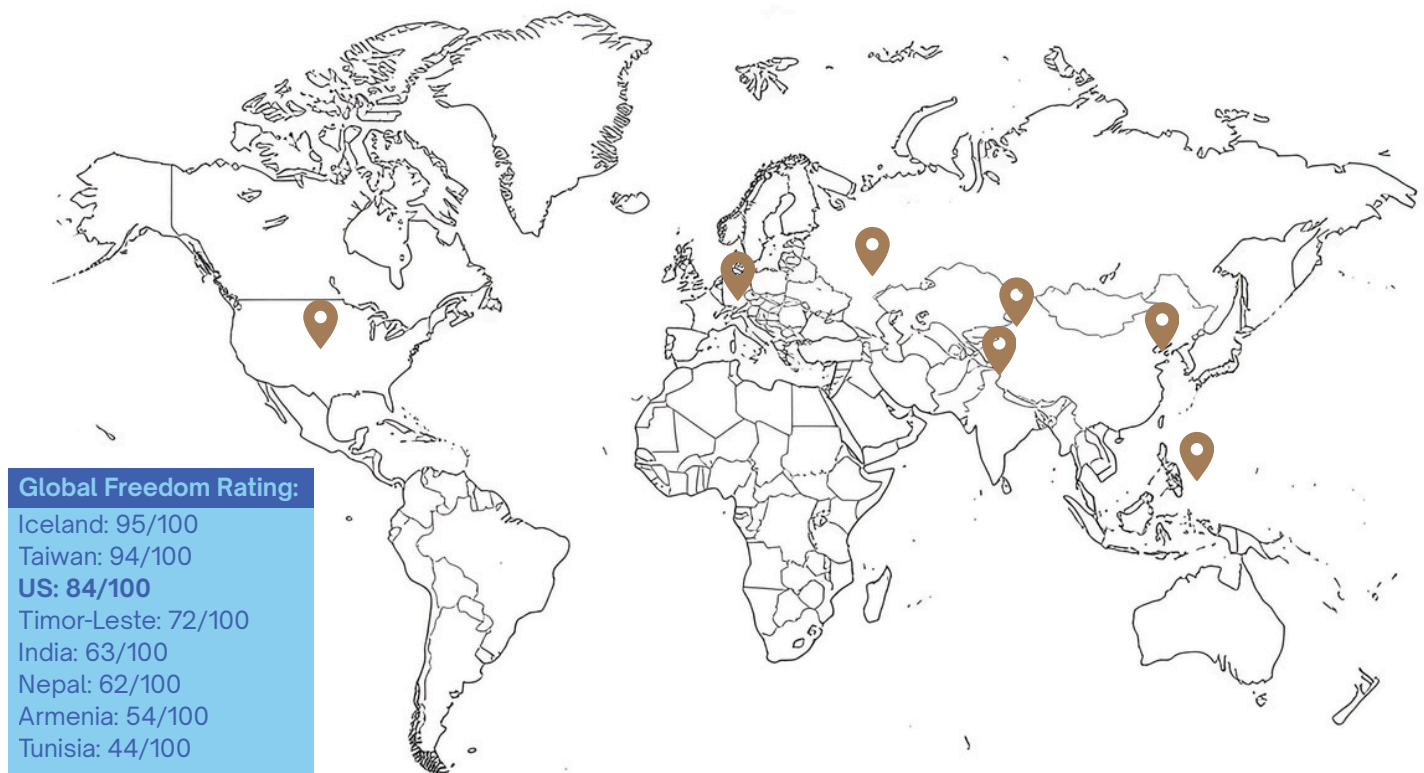 Global Freedom Rating:
Iceland: 95/100
Taiwan: 94/100
US: 84/100
Timor-Leste: 72/100
India: 63/100
Nepal: 62/100
Armenia: 54/100
Tunisia: 44/100